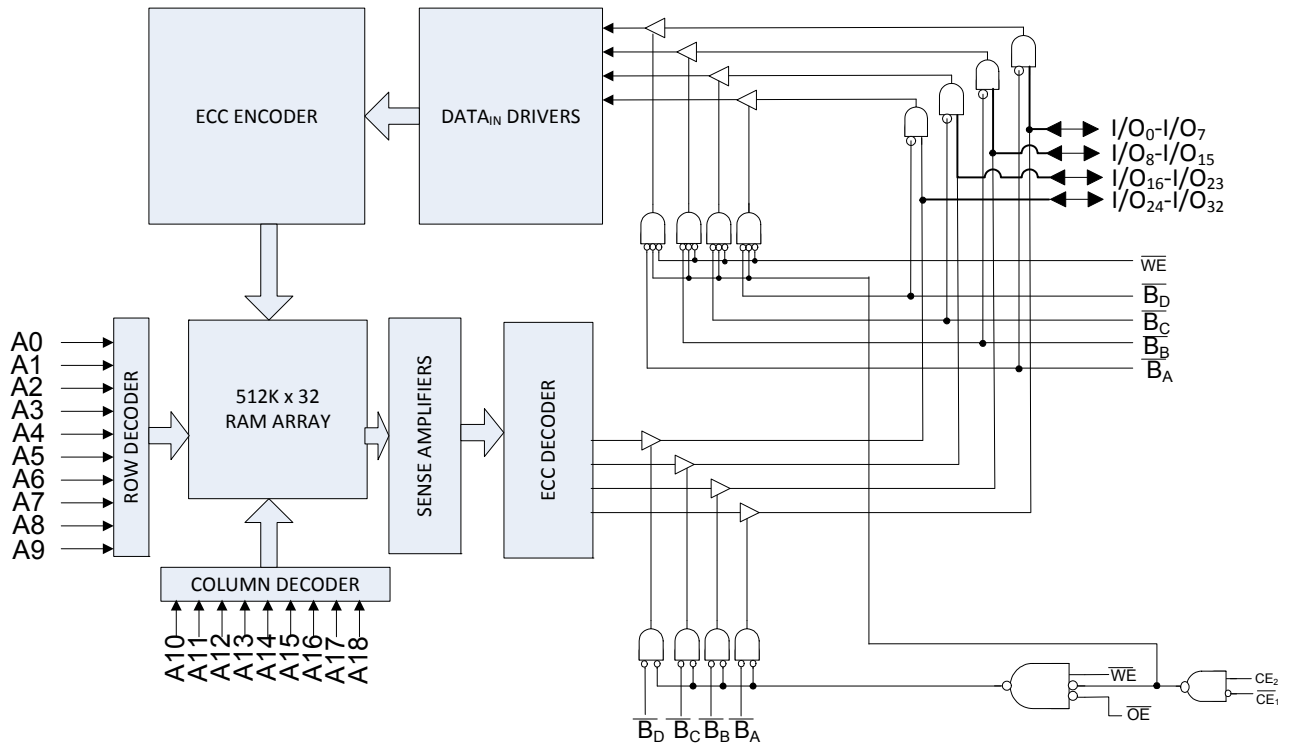 ECC ENCODER
DATAIN DRIVERS
I/O0-I/O7
I/O8-I/O15
I/O16-I/O23
I/O24-I/O32
WE
BD
BC
BB
BA
A0
A1
A2
A3
A4
A5
A6
A7
A8
A9
ROW DECODER
512K x 32
RAM ARRAY
SENSE AMPLIFIERS
ECC DECODER
COLUMN DECODER
A10
A11
A12
A13
A14
A15
A16
A17
A18
BD
BC
BB
BA
WE
OE
CE2
CE1